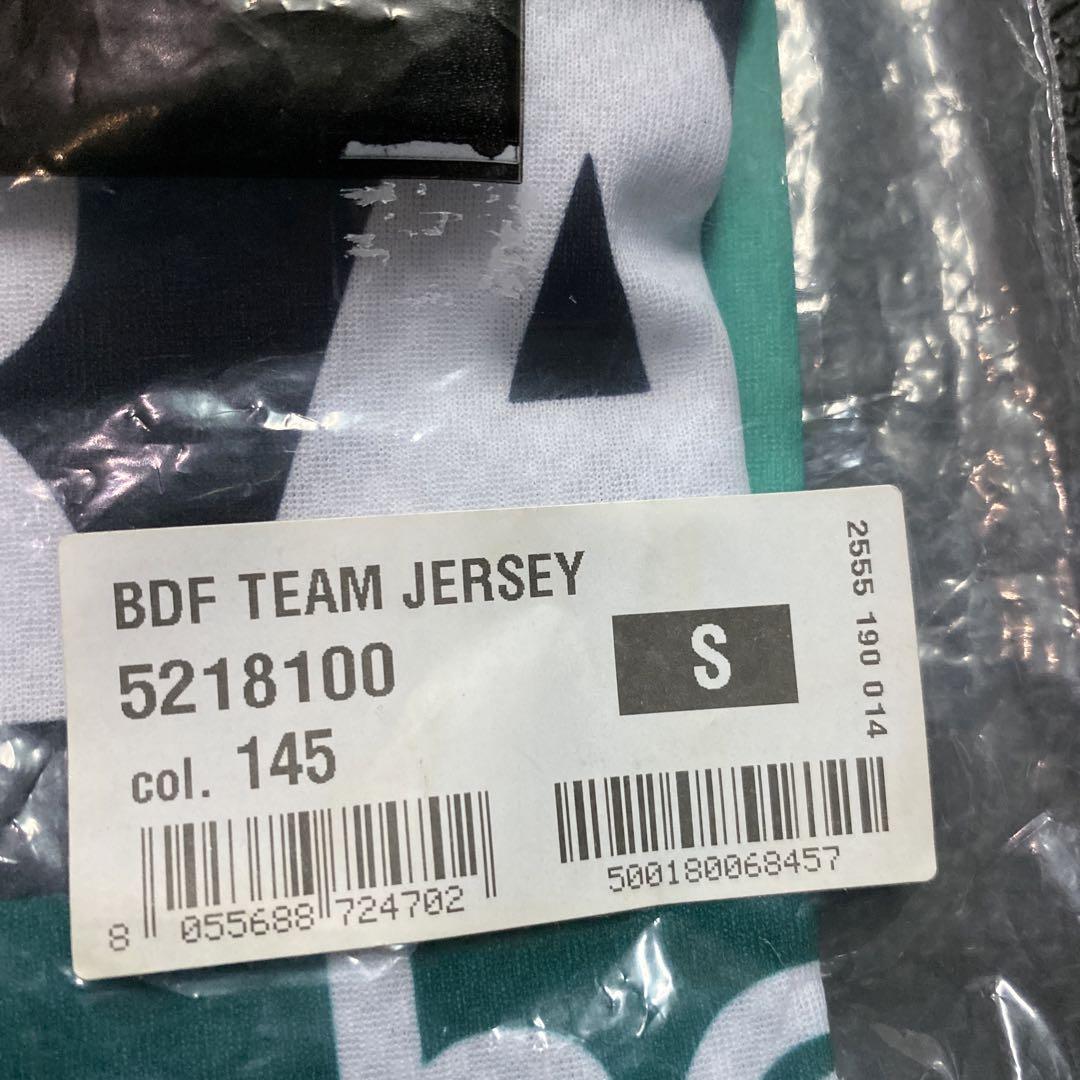 BDF TEAM JERSEY
5218100
S
col. 145
2555 190 014
8 055688 724702
500180068457